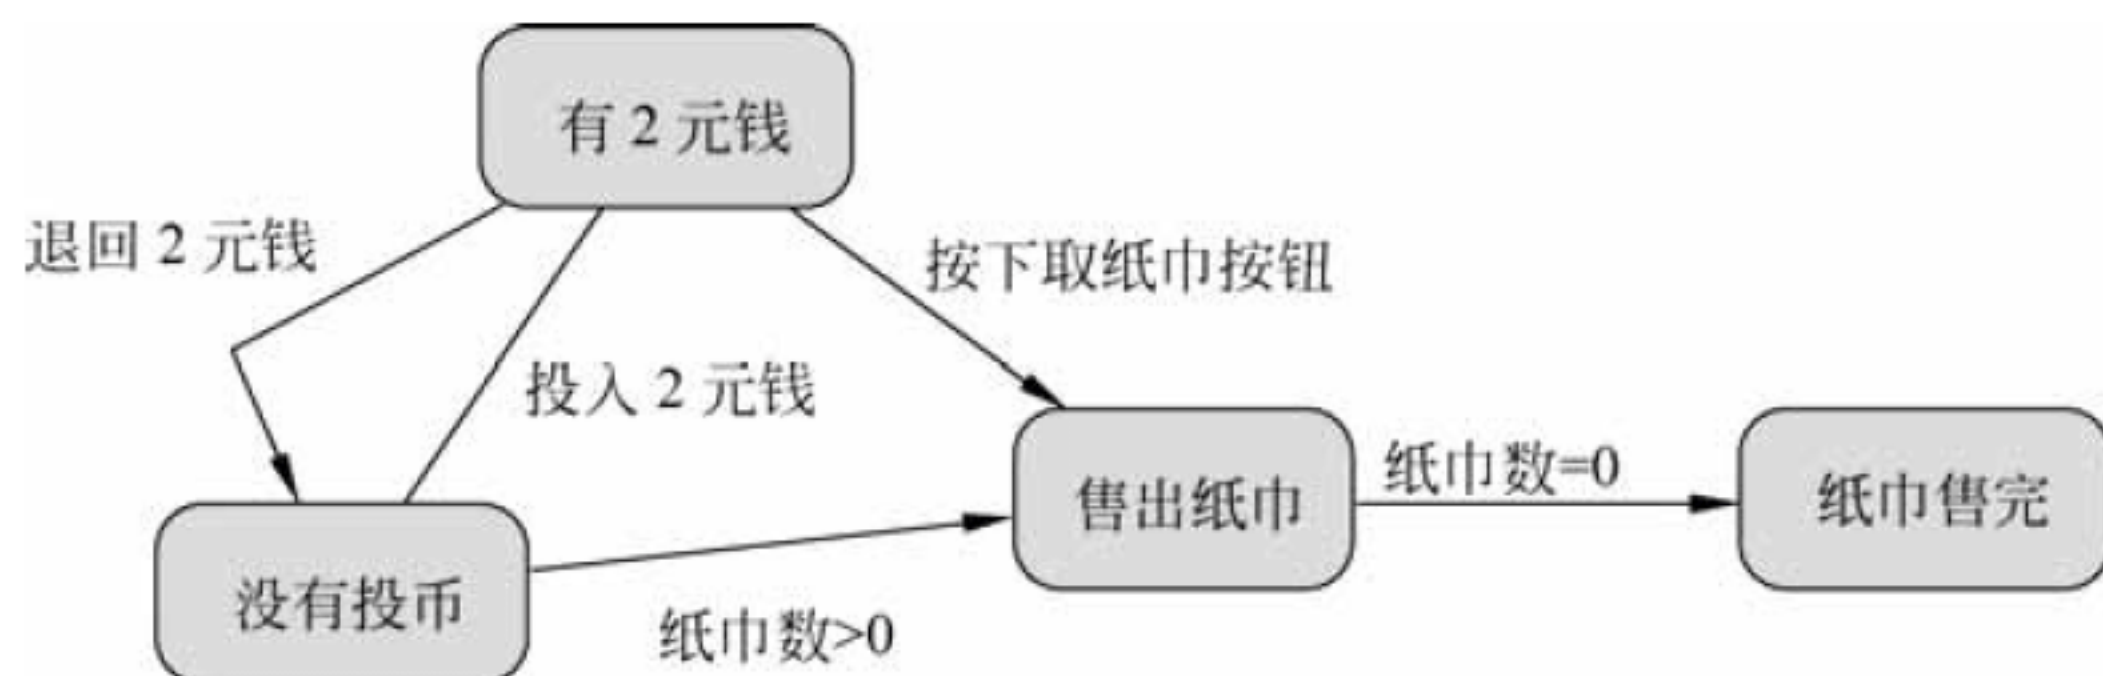 有 2 元钱
退回 2 元钱
按下取纸巾按钮
投入 2 元钱
售出纸巾
纸巾数=0
纸巾售完
没有投币
纸巾数>0